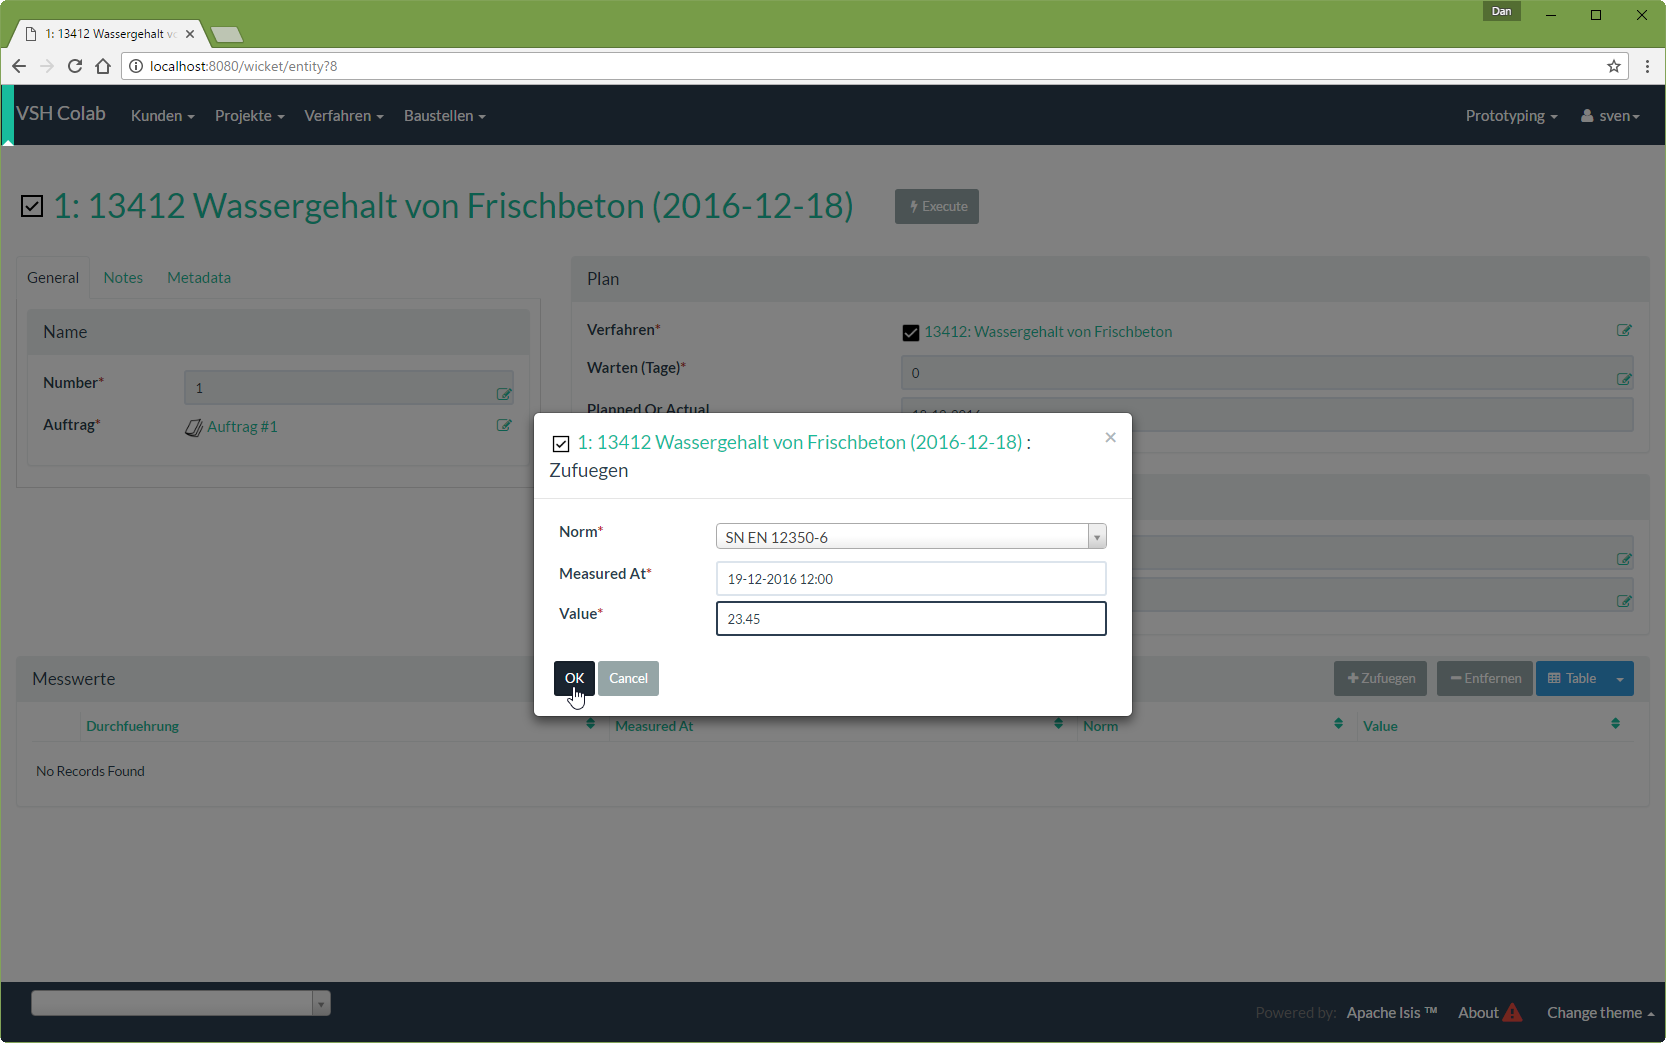 Dan
1: 13412 Wassergehalt vo
localhost:8080/wicket/entity?8
VSH Colab Kunden Projekte Verfahren Baustellen Prototyping sven
1: 13412 Wassergehalt von Frischbeton (2016-12-18) Execute
General Notes Metadata
Name
Number* 1
Auftrag* Auftrag #1
Plan
Verfahren* 13412: Wassergehalt von Frischbeton
Warten (Tage)* 0
Planned Or Actual
1: 13412 Wassergehalt von Frischbeton (2016-12-18) :
Zufuegen
Norm* SN EN 12350-6
Measured At* 19-12-2016 12:00
Value* 23.45
OK Cancel
Messwerte Zufuegen Entfernen Table
Durchfuehrung Measured At Norm Value
No Records Found
Powered by: Apache Isis ™ About Change theme